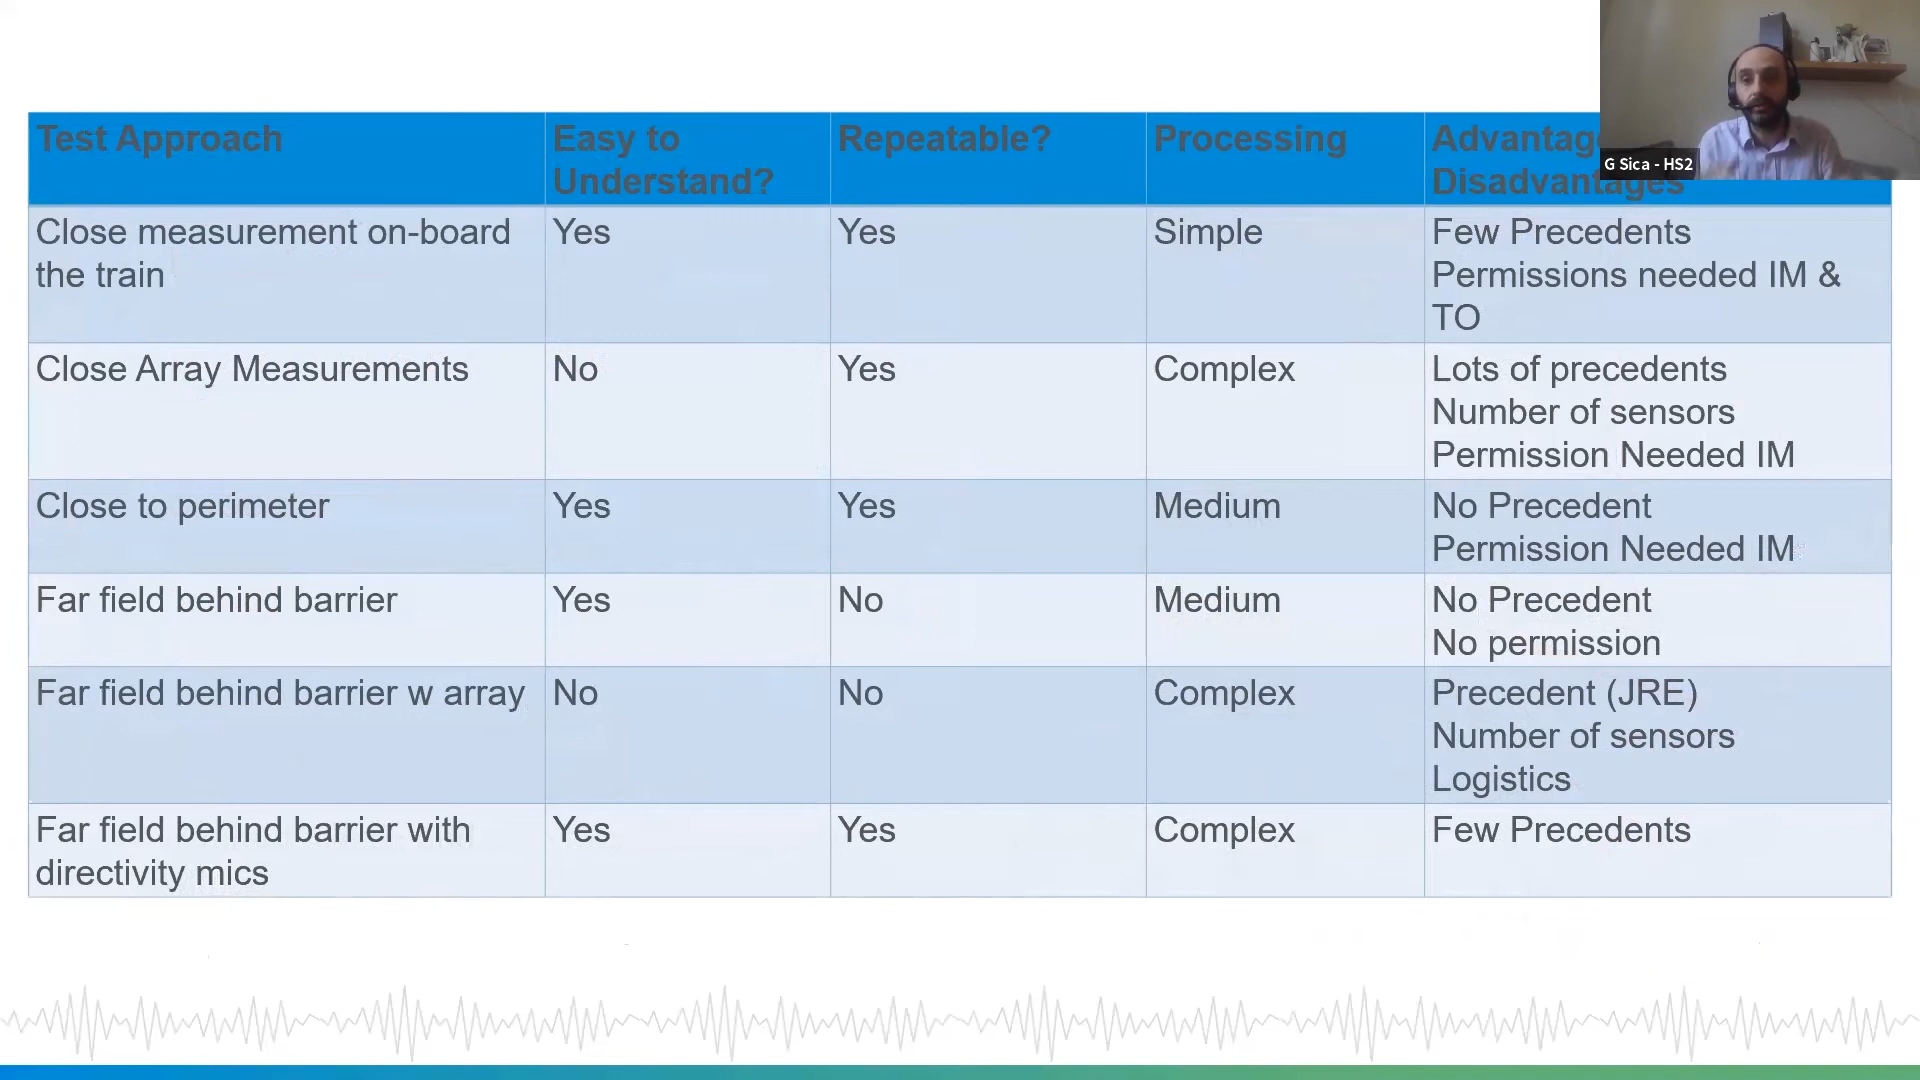 Test Approach
Easy to
Understand?
Repeatable?
Processing
Disadvantages
G Sica - HS2
Close measurement on-board
the train
Yes
Yes
Simple
Few Precedents
Permissions needed IM &
TO
Close Array Measurements
No
Yes
Complex
Lots of precedents
Number of sensors
Permission Needed IM
Close to perimeter
Yes
Yes
Medium
No Precedent
Permission Needed IM
Far field behind barrier
Yes
No
Medium
No Precedent
No permission
Far field behind barrier w array
No
No
Complex
Precedent (JRE)
Number of sensors
Logistics
Far field behind barrier with
directivity mics
Yes
Yes
Complex
Few Precedents